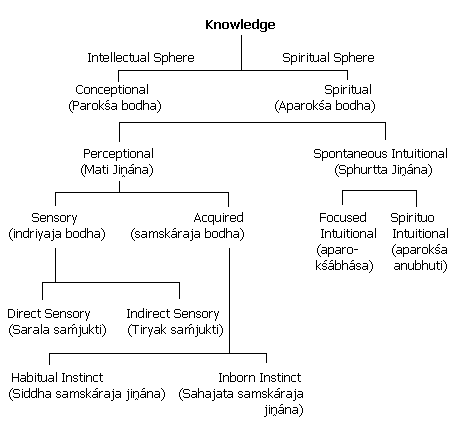 Knowledge
Intellectual Sphere
Spiritual Sphere
Conceptional
(Parokśa bodha)
Spiritual
(Aparokśa bodha)
Perceptional
(Mati Jiṋána)
Spontaneous Intuitional
(Sphurtta Jiṋána)
Sensory
(indriyaja bodha)
Acquired
(samskáraja bodha)
Focused
Intuitional
(aparo-
kśábhása)
Spirituo
Intuitional
(aparokśa
anubhuti)
Direct Sensory
(Sarala saḿjukti)
Indirect Sensory
(Tiryak saḿjukti)
Habitual Instinct
(Siddha samskáraja jiṋána)
Inborn Instinct
(Sahajata samskáraja
jiṋána)